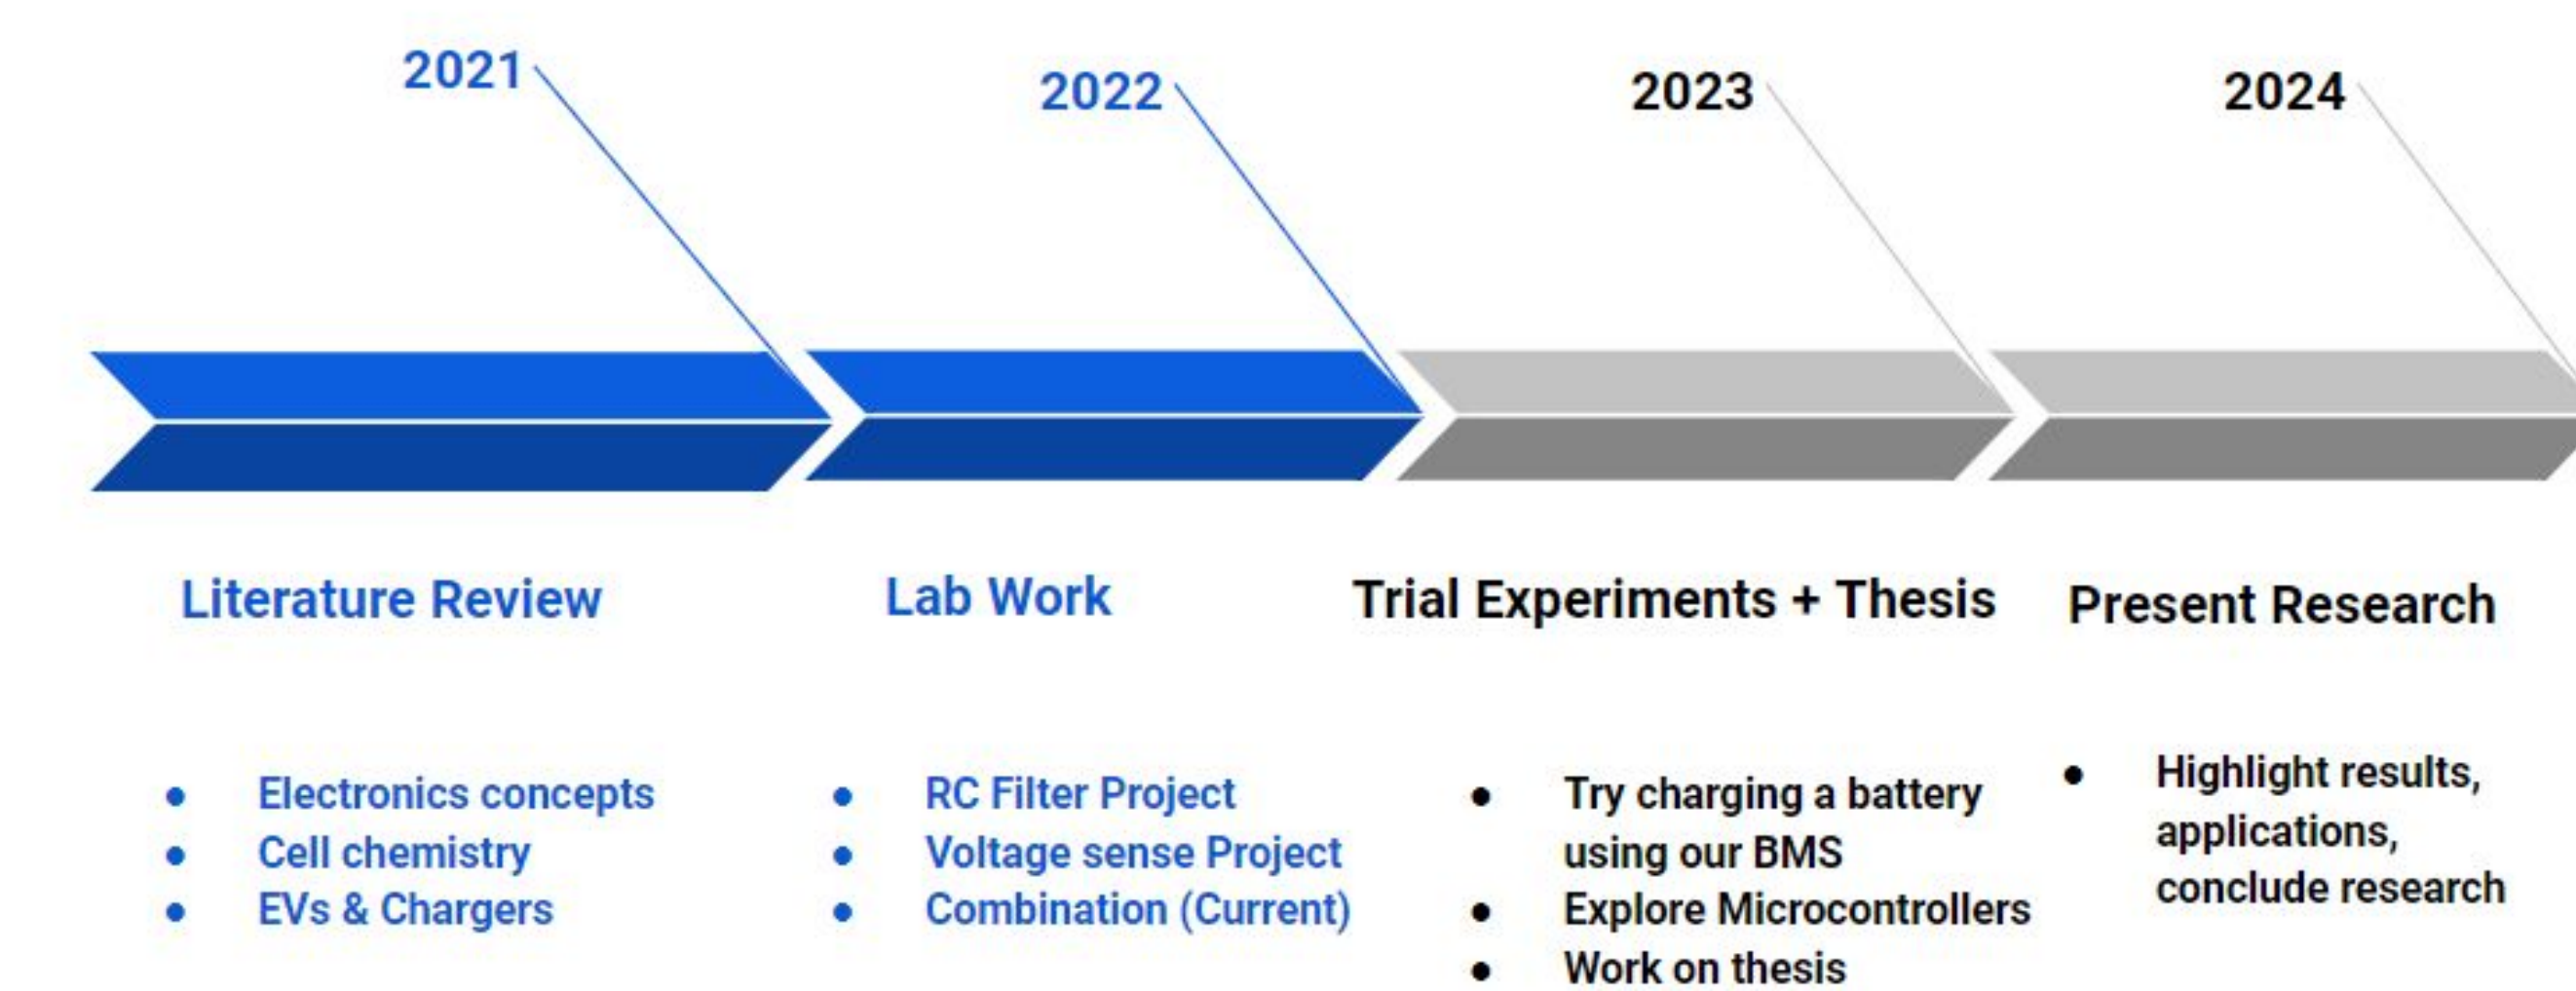 2021
2022
2023
2024
Literature Review
Lab Work
Trial Experiments + Thesis
Present Research
● Electronics concepts
● Cell chemistry
● EVs & Chargers
● RC Filter Project
● Voltage sense Project
● Combination (Current)
● Try charging a battery
using our BMS
● Explore Microcontrollers
● Work on thesis
● Highlight results,
applications,
conclude research